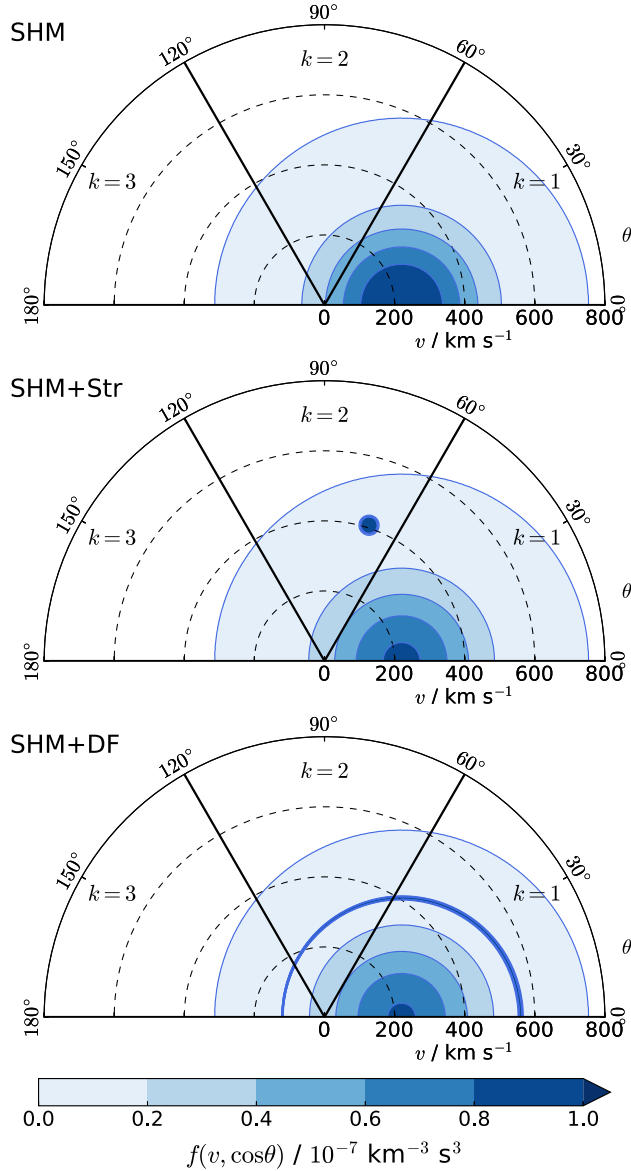 SHM
90°
120°
60°
k = 2
150°
30°
k = 3
k = 1
θ
180°
0°
0 200 400 600 800
v / km s⁻¹
SHM+Str
90°
120°
60°
k = 2
150°
30°
k = 3
k = 1
θ
180°
0°
0 200 400 600 800
v / km s⁻¹
SHM+DF
90°
120°
60°
k = 2
150°
30°
k = 3
k = 1
θ
180°
0°
0 200 400 600 800
v / km s⁻¹
0.0 0.2 0.4 0.6 0.8 1.0
f(v, cosθ) / 10⁻⁷ km⁻³ s³